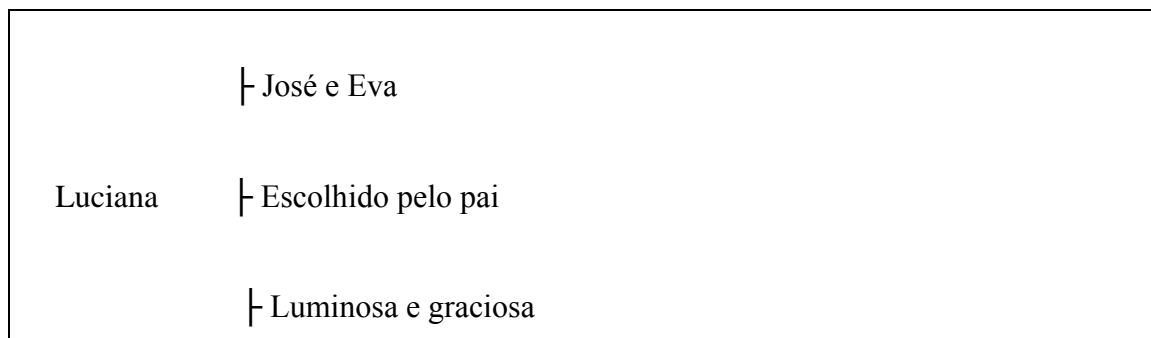 ├ José e Eva
Luciana ├ Escolhido pelo pai
├ Luminosa e graciosa